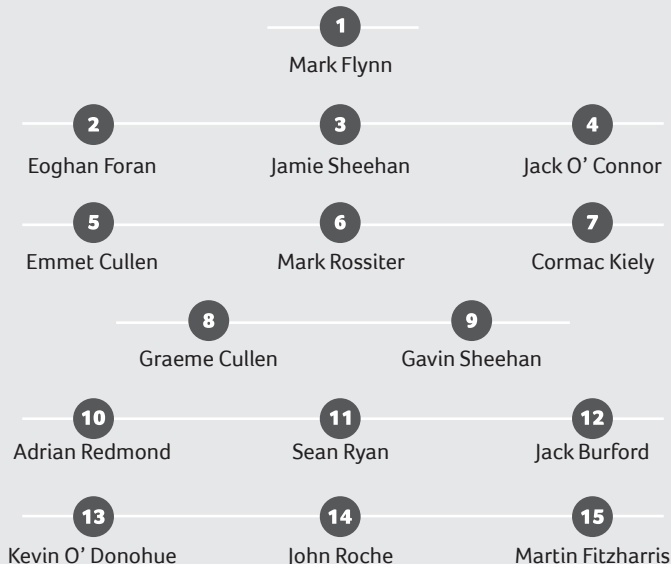 1
Mark Flynn
2 3 4
Eoghan Foran Jamie Sheehan Jack O' Connor
5 6 7
Emmet Cullen Mark Rossiter Cormac Kiely
8 9
Graeme Cullen Gavin Sheehan
10 11 12
Adrian Redmond Sean Ryan Jack Burford
13 14 15
Kevin O' Donohue John Roche Martin Fitzharris